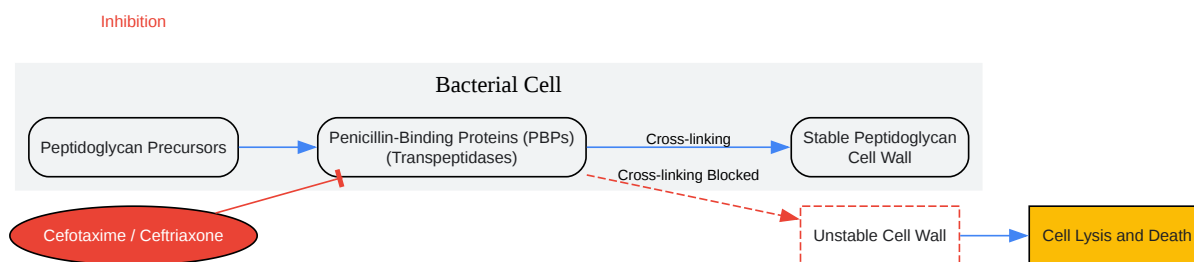 Inhibition
Bacterial Cell
Peptidoglycan Precursors
Penicillin-Binding Proteins (PBPs)
(Transpeptidases)
Cross-linking
Stable Peptidoglycan
Cell Wall
Cross-linking Blocked
Cefotaxime / Ceftriaxone
Unstable Cell Wall
Cell Lysis and Death